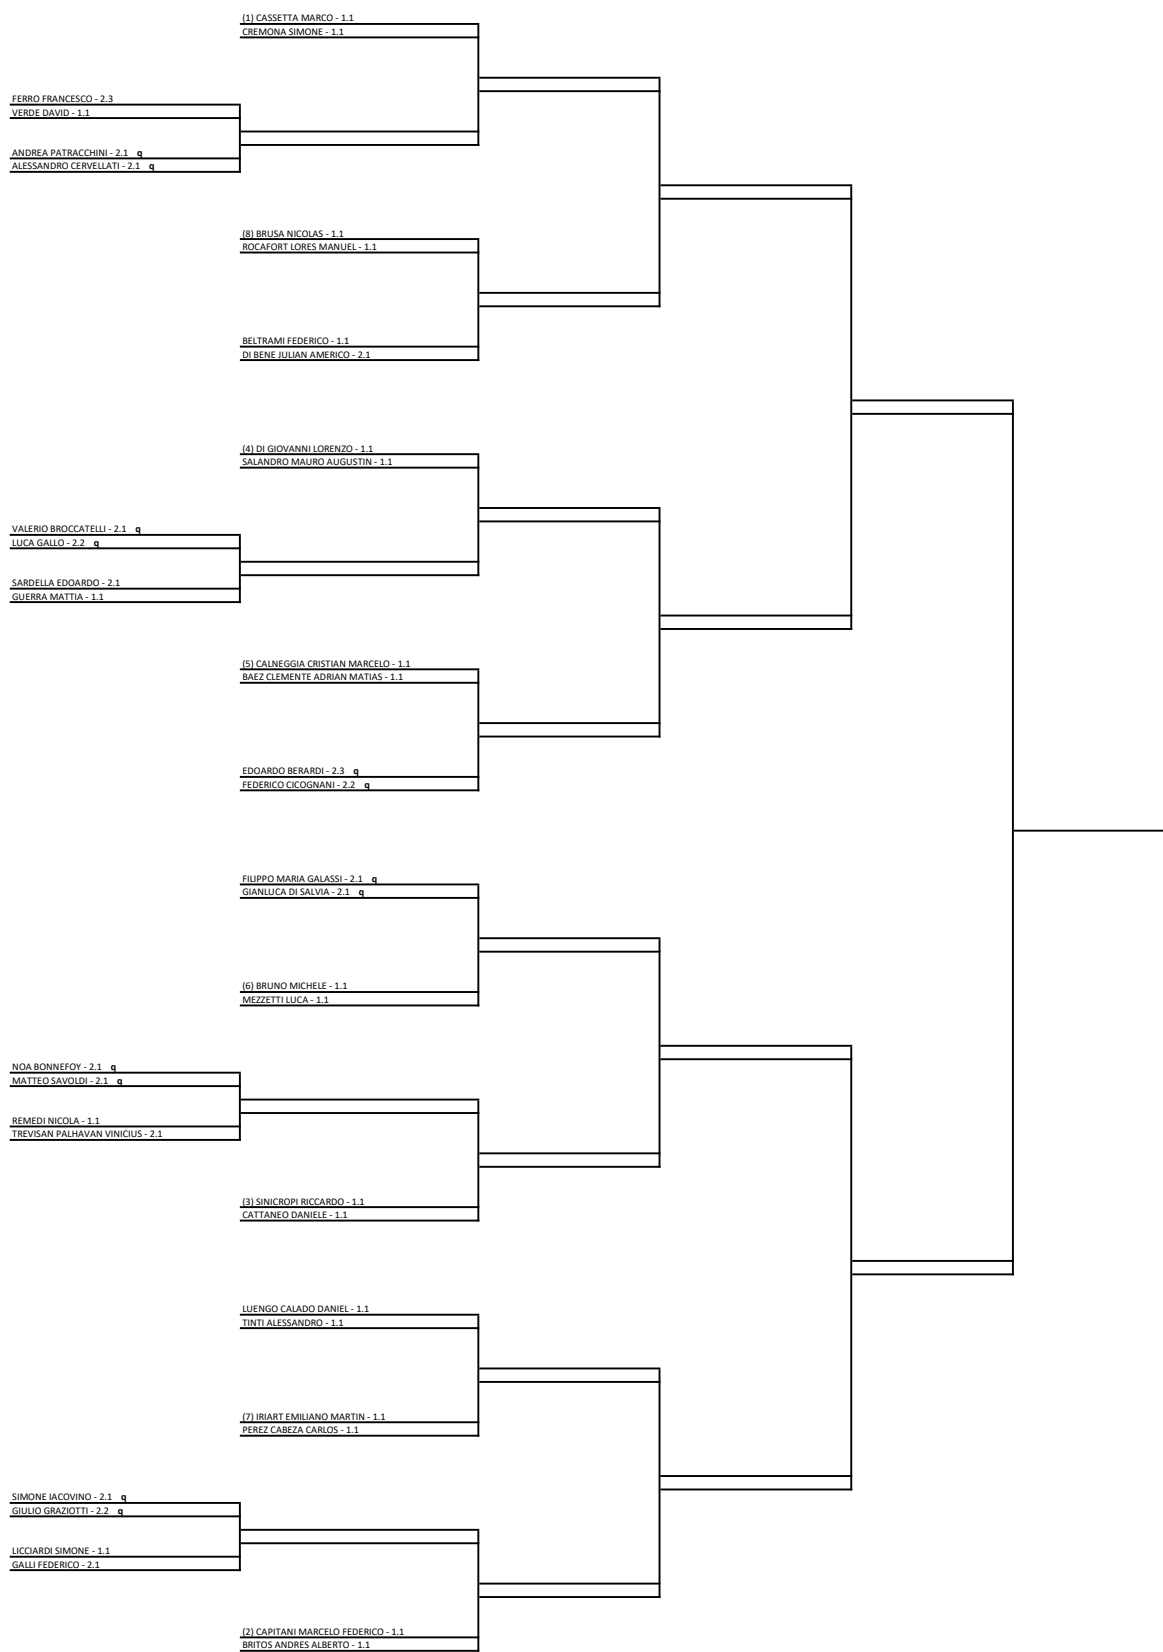 (1) CASSETTA MARCO - 1.1
CREMONA SIMONE - 1.1
FERRO FRANCESCO - 2.3
VERDE DAVID - 1.1
ANDREA PATRACCHINI - 2.1 q
ALESSANDRO CERVELLATI - 2.1 q
(8) BRUSA NICOLAS - 1.1
ROCAFORT LORES MANUEL - 1.1
BELTRAMI FEDERICO - 1.1
DI BENE JULIAN AMERICO - 2.1
(4) DI GIOVANNI LORENZO - 1.1
SALANDRO MAURO AUGUSTIN - 1.1
VALERIO BROCCATELLI - 2.1 q
LUCA GALLO - 2.2 q
SARDELLA EDOARDO - 2.1
GUERRA MATTIA - 1.1
(5) CALNEGGIA CRISTIAN MARCELO - 1.1
BAEZ CLEMENTE ADRIAN MATIAS - 1.1
EDOARDO BERARDI - 2.3 q
FEDERICO CICOGNANI - 2.2 q
FILIPPO MARIA GALASSI - 2.1 q
GIANLUCA DI SALVIA - 2.1 q
(6) BRUNO MICHELE - 1.1
MEZZETTI LUCA - 1.1
NOA BONNEFOY - 2.1 q
MATTEO SAVOLDI - 2.1 q
REMEDI NICOLA - 1.1
TREVISAN PALHAVAN VINICIUS - 2.1
(3) SINICROPI RICCARDO - 1.1
CATTANEO DANIELE - 1.1
LUENGO CALADO DANIEL - 1.1
TINTI ALESSANDRO - 1.1
(7) IRIART EMILIANO MARTIN - 1.1
PEREZ CABEZA CARLOS - 1.1
SIMONE IACOVINO - 2.1 q
GIULIO GRAZIOTTI - 2.2 q
LICCIARDI SIMONE - 1.1
GALLI FEDERICO - 2.1
(2) CAPITANI MARCELO FEDERICO - 1.1
BRITOS ANDRES ALBERTO - 1.1